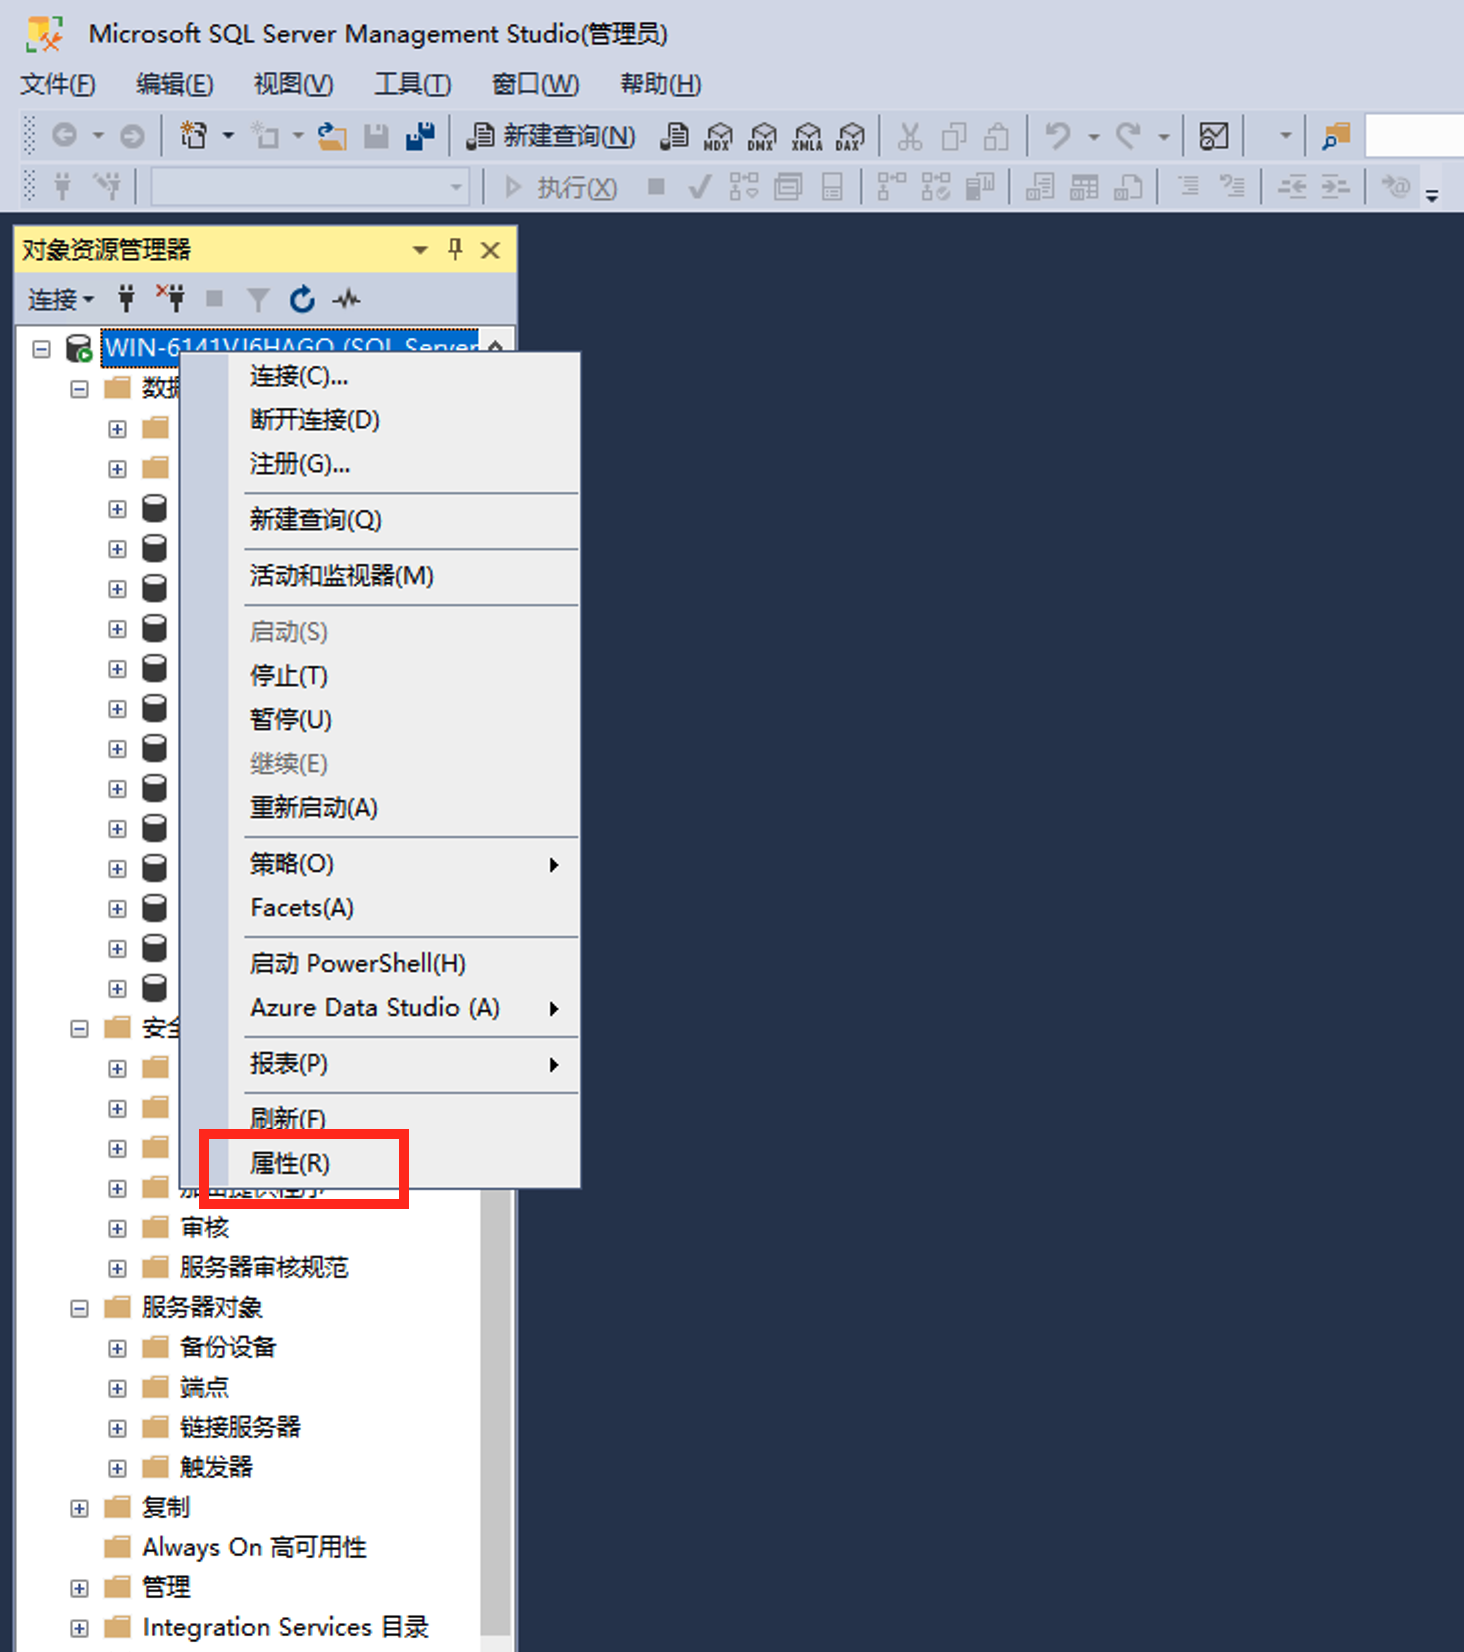 Microsoft SQL Server Management Studio(管理员)
文件(F) 编辑(E) 视图(V) 工具(T) 窗口(W) 帮助(H)
新建查询(N) MDX DMX XMLA DAX
执行(X)
对象资源管理器
连接
WIN-6141VJ6HAGO (SQL Server
连接(C)...
数据
断开连接(D)
注册(G)...
新建查询(Q)
活动和监视器(M)
启动(S)
停止(T)
暂停(U)
继续(E)
重新启动(A)
策略(O)
Facets(A)
启动 PowerShell(H)
Azure Data Studio (A)
安全
报表(P)
刷新(F)
属性(R)
审核
服务器审核规范
服务器对象
备份设备
端点
链接服务器
触发器
复制
Always On 高可用性
管理
Integration Services 目录